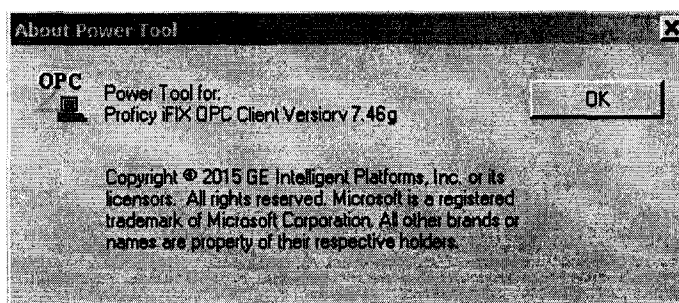 About Power Tool
OPC
Power Tool for:
Proficy iFIX OPC Client Versionv 7.46g
OK
Copyright © 2015 GE Intelligent Platforms, Inc. or its
licensors. All rights reserved. Microsoft is a registered
trademark of Microsoft Corporation. All other brands or
names are property of their respective holders.